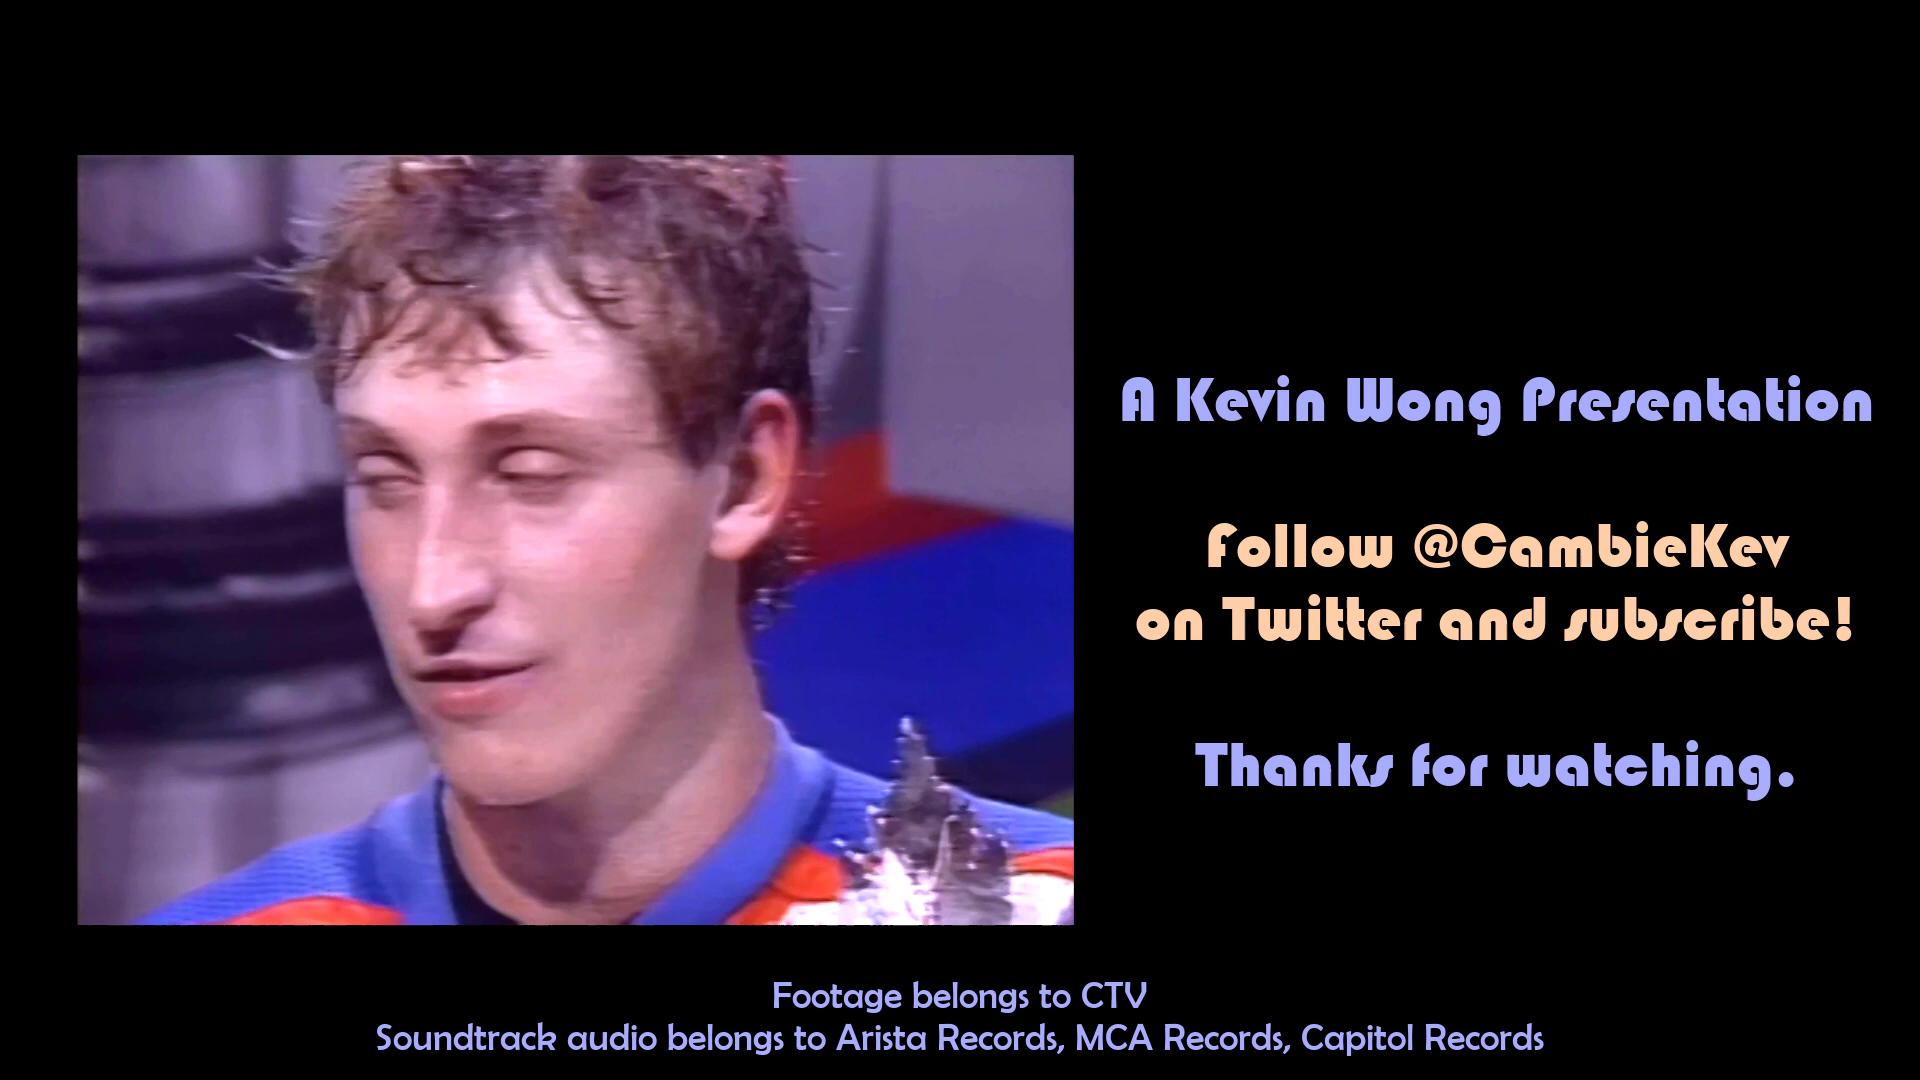 A Kevin Wong Presentation
Follow @CambieKev
on Twitter and subscribe!
Thanks for watching.
Footage belongs to CTV
Soundtrack audio belongs to Arista Records, MCA Records, Capitol Records